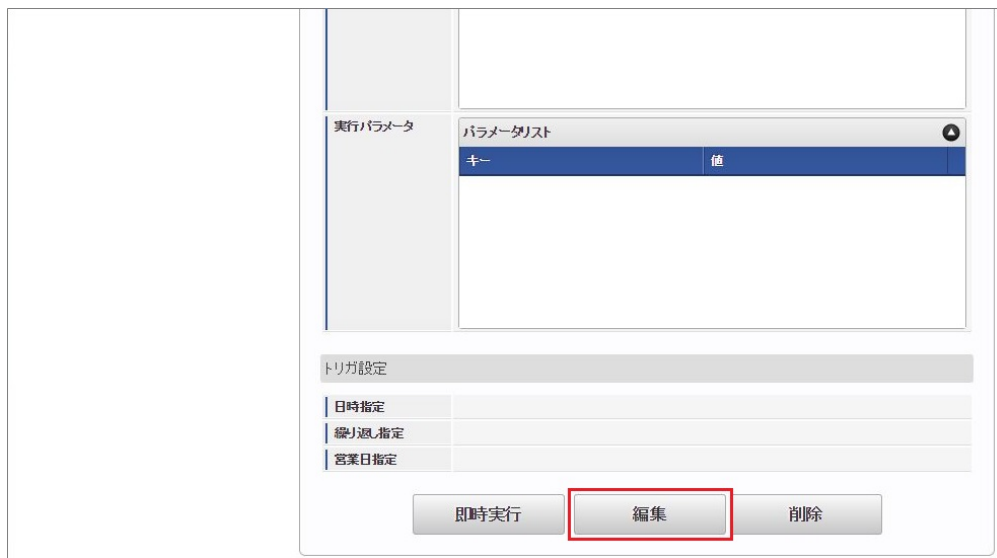 実行パラメータ
パラメータリスト
キー 値
トリガ設定
日時指定
繰り返し指定
営業日指定
即時実行 編集 削除